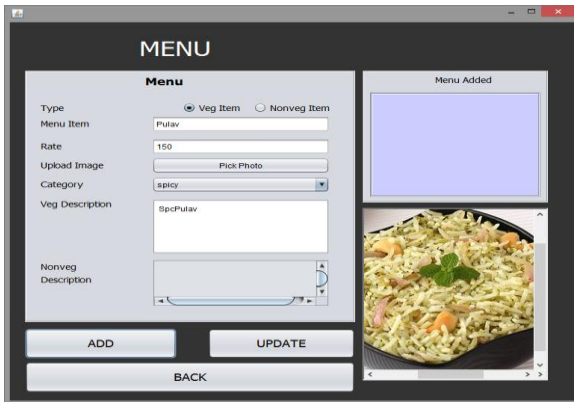 MENU
Menu
Menu Added
Type Veg Item Nonveg Item
Menu Item Pulav
Rate 150
Upload Image Pick Photo
Category spicy
Veg Description SpcPulav
Nonveg
Description
ADD UPDATE
BACK